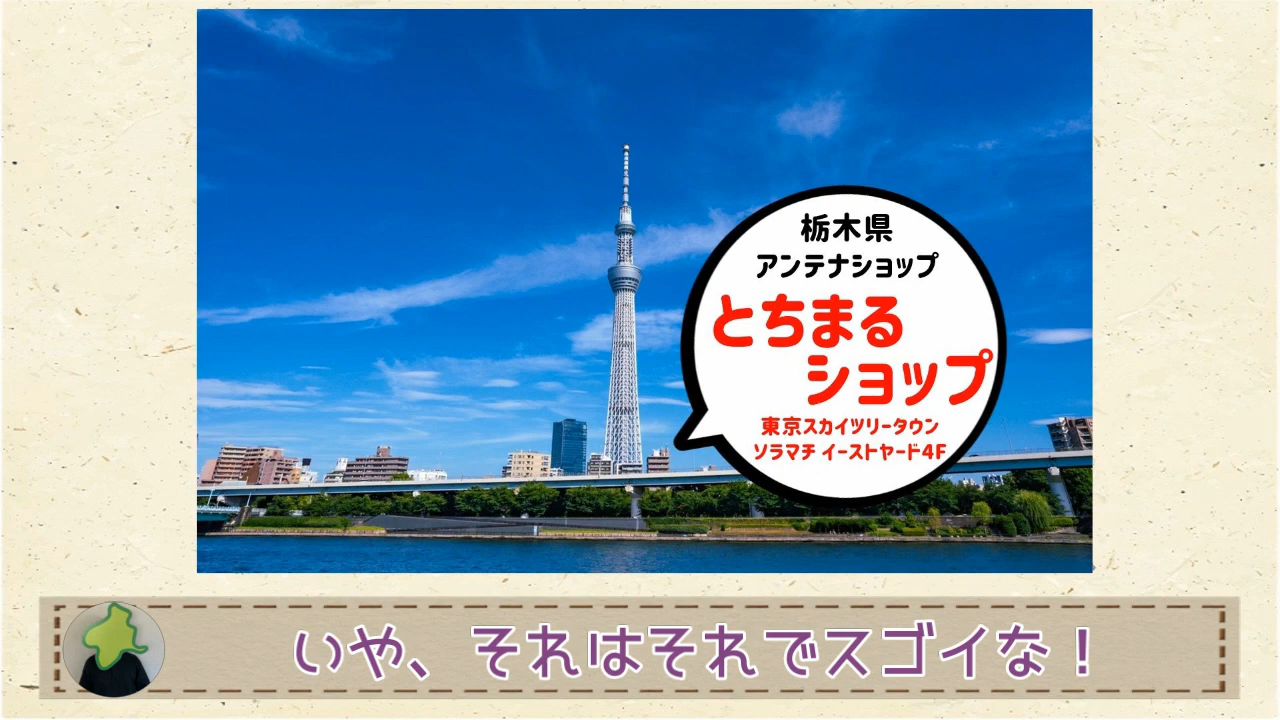 栃木県
アンテナショップ
とちまる
ショップ
東京スカイツリータウン
ソラマチ イーストヤード4F
いや、それはそれでスゴイな！